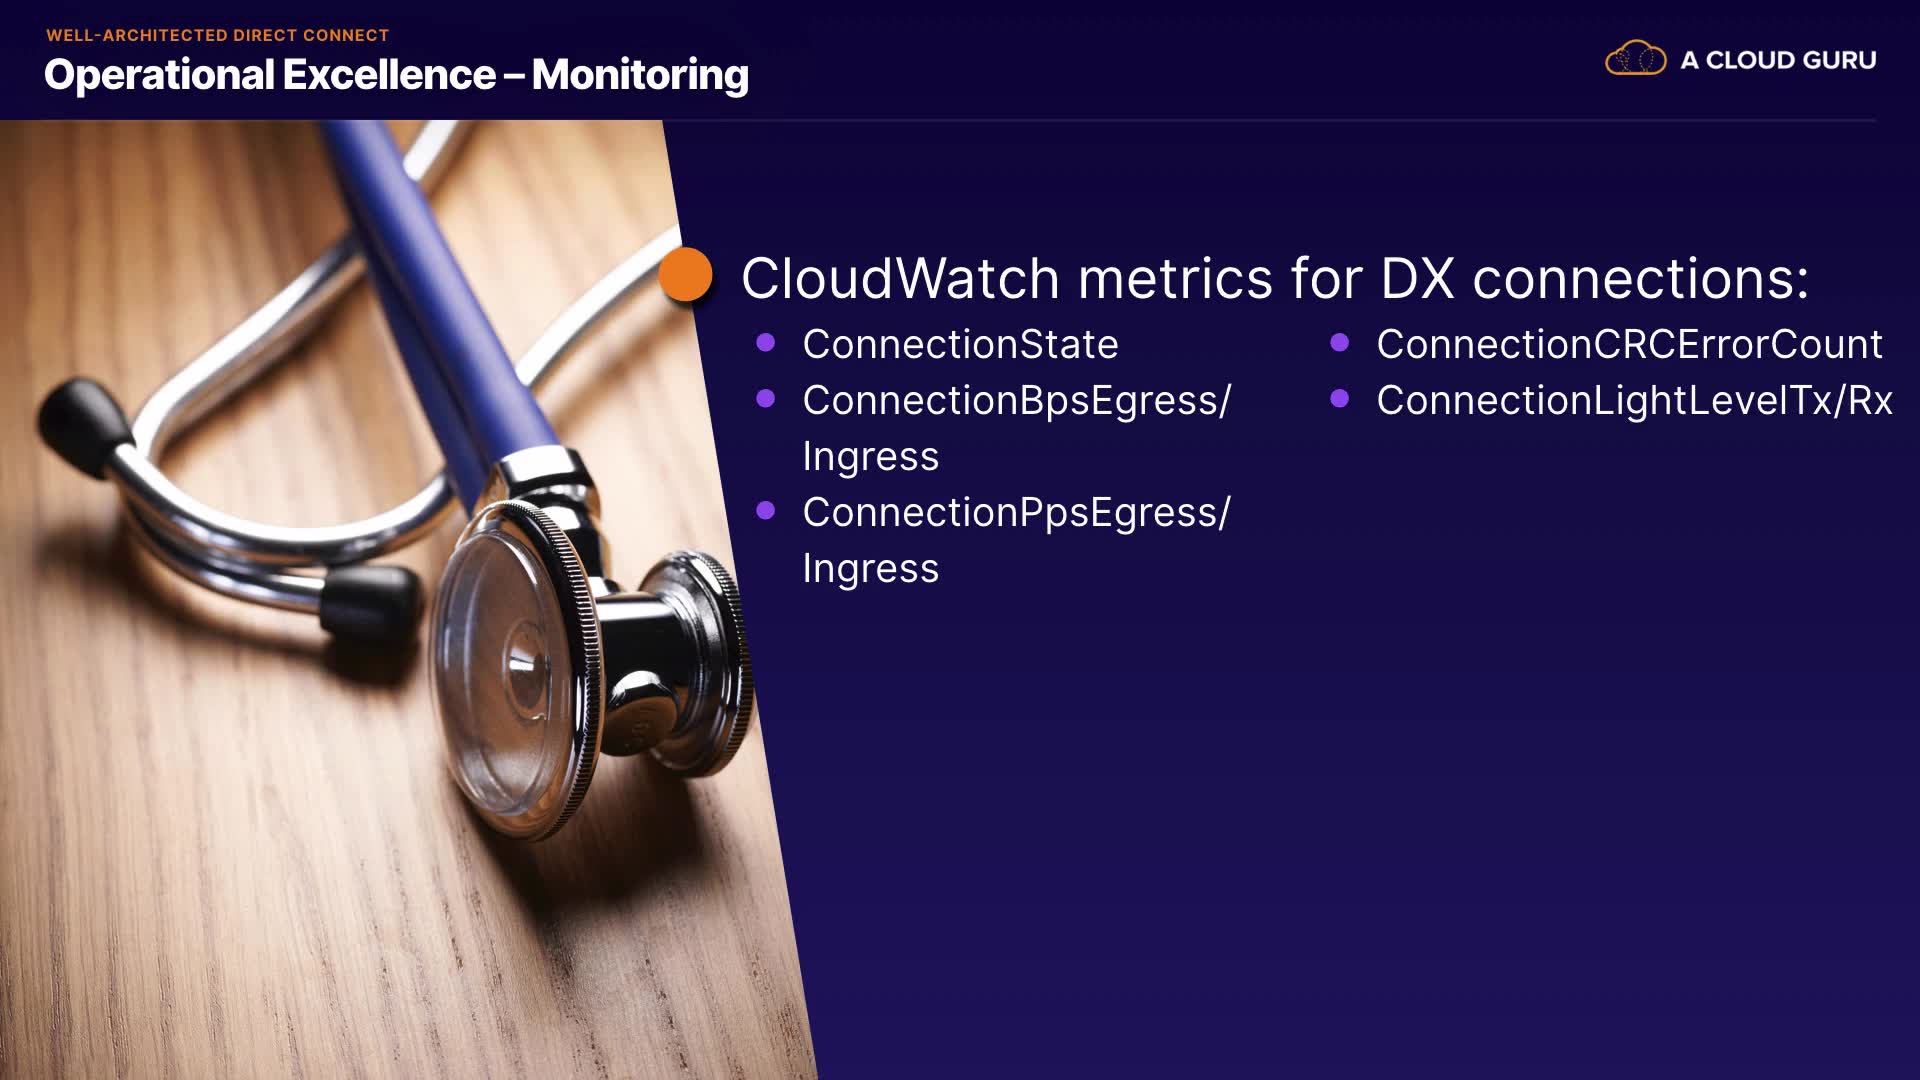 WELL-ARCHITECTED DIRECT CONNECT
Operational Excellence – Monitoring
A CLOUD GURU
CloudWatch metrics for DX connections:
ConnectionState
ConnectionBpsEgress/
Ingress
ConnectionPpsEgress/
Ingress
ConnectionCRCErrorCount
ConnectionLightLevelTx/Rx